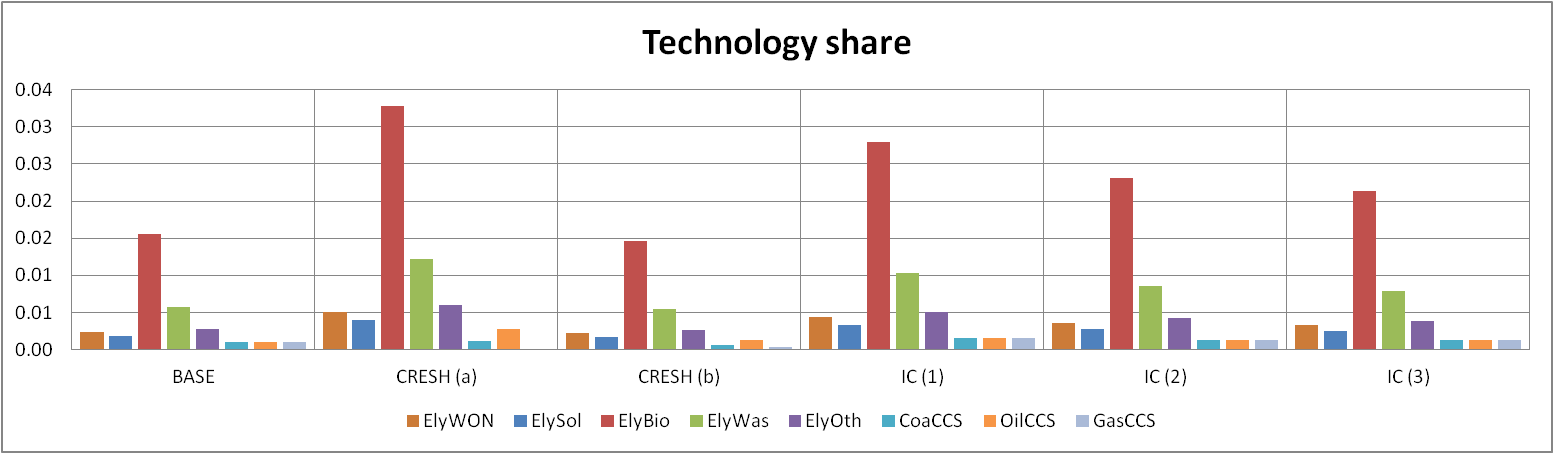 Technology share
0.04
0.03
0.03
0.02
0.02
0.01
0.01
0.00
BASE CRESH (a) CRESH (b) IC (1) IC (2) IC (3)
ElyWON ElySol ElyBio ElyWas ElyOth CoaCCS OilCCS GasCCS